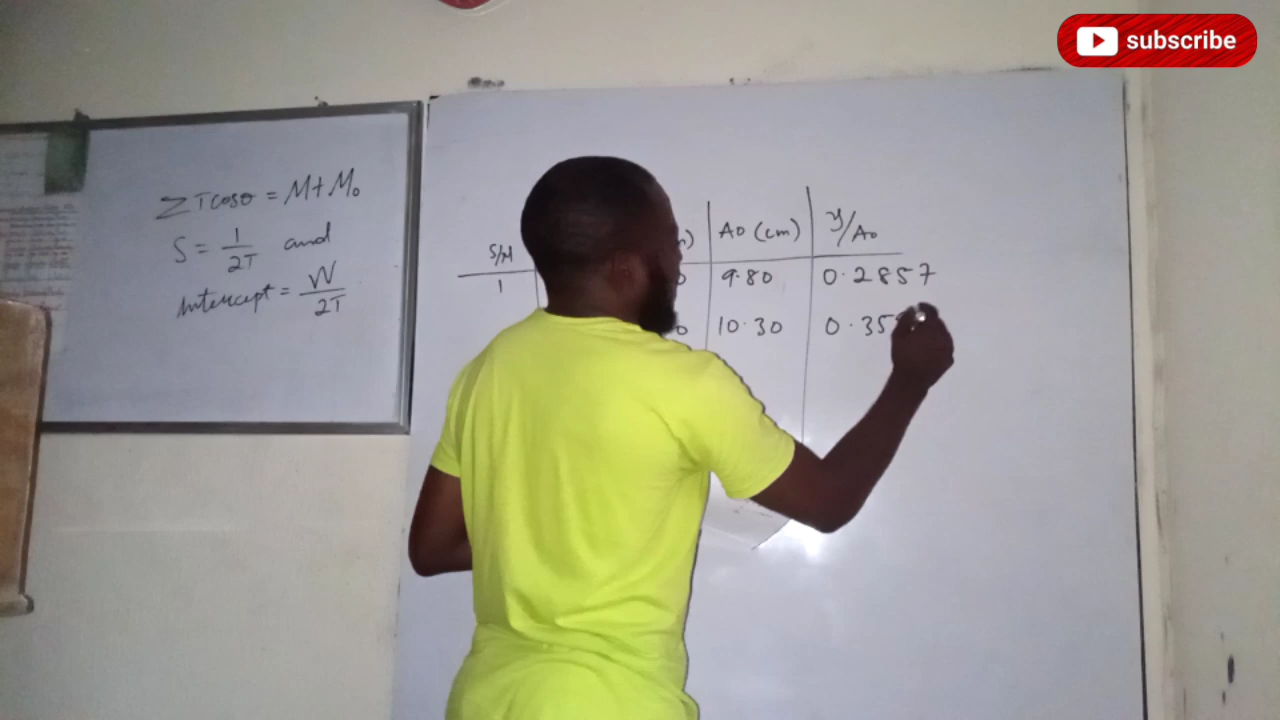 subscribe
ΣTcosθ = M+M₀
S = 1/2T and
Intercept = W/2T
S/N AO (cm) y/AO
1 9.80 0.2857
10.30 0.35